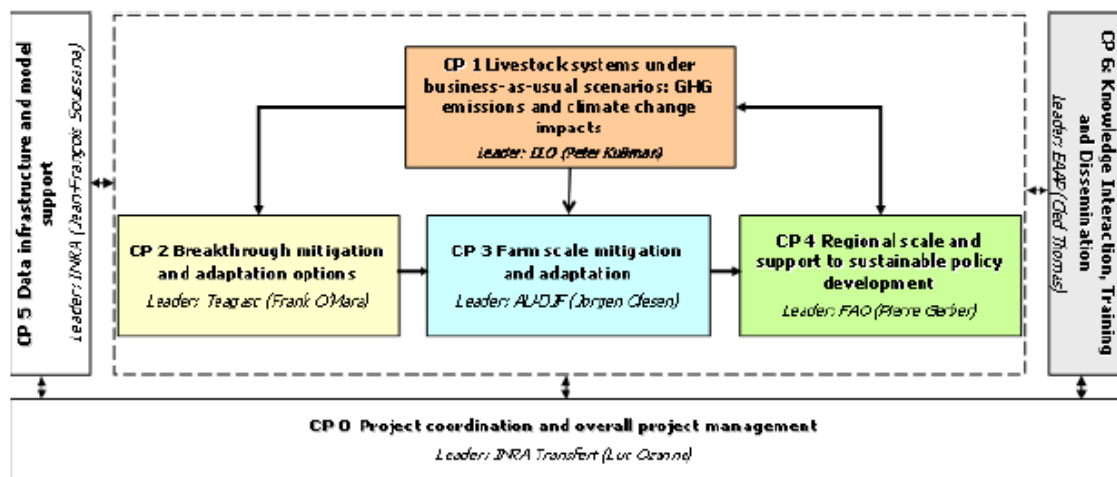 CP 5 Data infrastructure and model
support
Leader: INRA (Jean-François Soussana)
CP 1 Livestock systems under
business-as-usual scenarios: GHG
emissions and climate change
impacts
Leader: (Peter
CP 2 Breakthrough mitigation
and adaptation options
Leader: Teagasc (Frank O'Mara)
CP 3 Farm scale mitigation
and adaptation
Leader: (Jorgen Olesen)
CP 4 Regional scale and
support to sustainable policy
development
Leader: FAO (Pierre Gerber)
CP 6: Knowledge Interaction, Training
and Dissemination
Leader: EAAP (Cled Thomas)
CP 0 Project coordination and overall project management
Leader: INRA Transfert (Luc Ozanne)